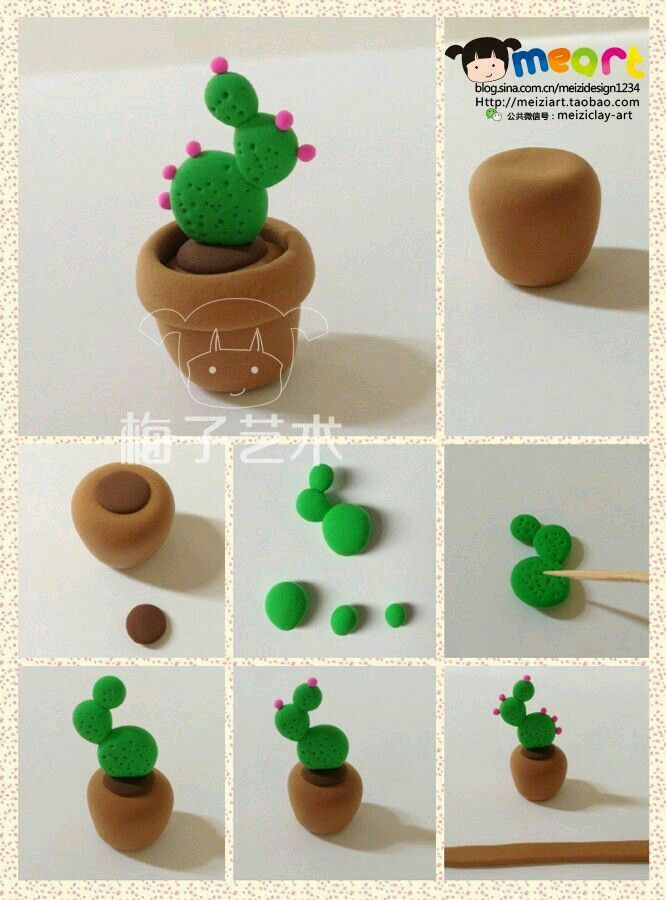 meart
blog.sina.com.cn/meizidesign1234
Http://meiziart.taobao.com
公共微信号：meiziclay-art
梅子艺术